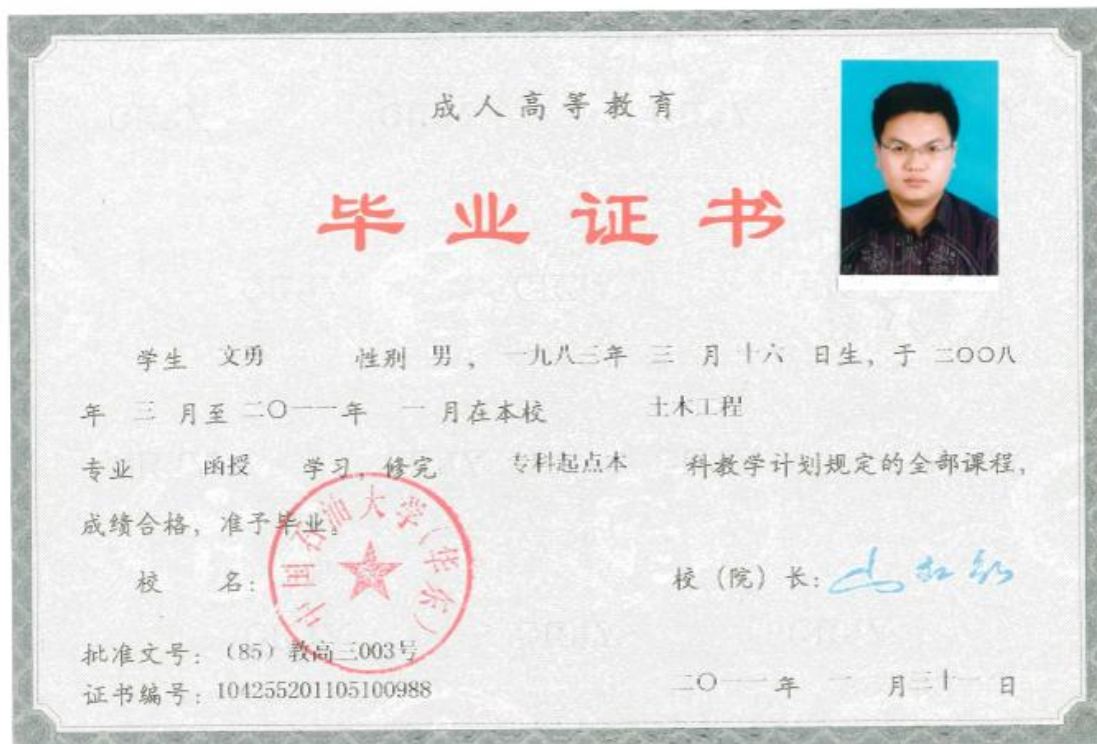 成人高等教育
毕业证书
学生 文勇 性别 男 ,一九八三年 三 月 十六 日生,于 二〇〇八
年 三 月至 二〇一一 年 一 月在本校 土木工程
专业 函授 学习,修完 专科起点本 科教学计划规定的全部课程,
成绩合格,准予毕业。
中国石油大学(华东)
校 名: 校(院)长:
批准文号:(85)教高三003号
证书编号:104255201105100988 二〇一一 年 一 月三十一 日